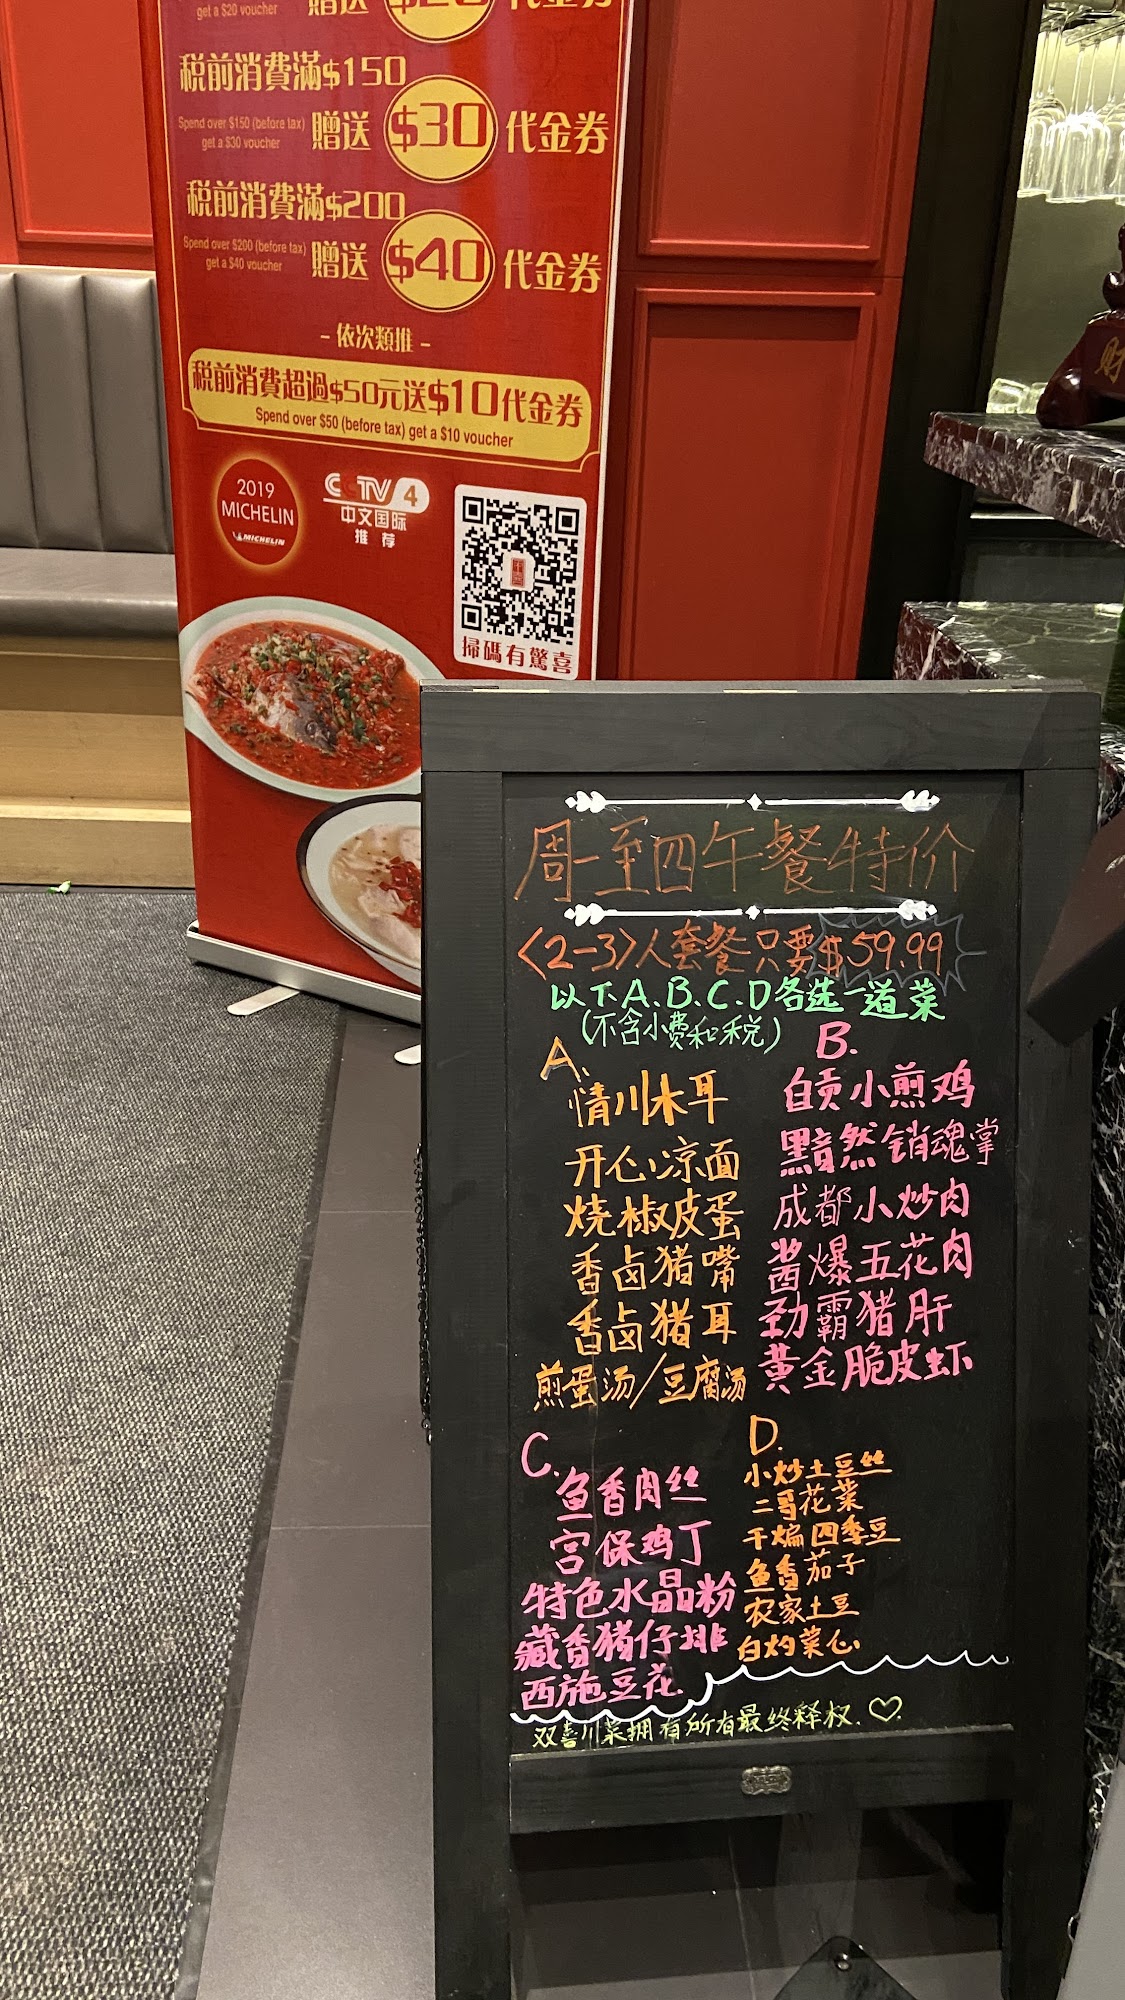 get a $20 voucher
贈送 $20 代金券
税前消費滿$150
Spend over $150 (before tax)
get a $30 voucher
贈送 $30 代金券
税前消費滿$200
Spend over $200 (before tax)
get a $40 voucher
贈送 $40 代金券
- 依次類推 -
税前消費超過$50元送$10代金券
Spend over $50 (before tax) get a $10 voucher
2019
MICHELIN
MICHELIN
CCTV 4
中文国际
推荐
掃碼有驚喜
财
周一至四午餐特价
<2-3>人套餐只要$59.99
以下A.B.C.D各选一道菜
(不含小费和税)
A.
情川木耳
开心凉面
烧椒皮蛋
香卤猪嘴
香卤猪耳
煎蛋汤/豆腐汤
B.
自贡小煎鸡
黯然销魂掌
成都小炒肉
酱爆五花肉
劲霸猪肝
黄金脆皮虾
C.
鱼香肉丝
宫保鸡丁
特色水晶粉
藏香猪仔排
西施豆花
D.
小炒土豆丝
二哥花菜
干煸四季豆
鱼香茄子
农家土豆
白灼菜心
双喜川菜拥有所有最终释权.♡.